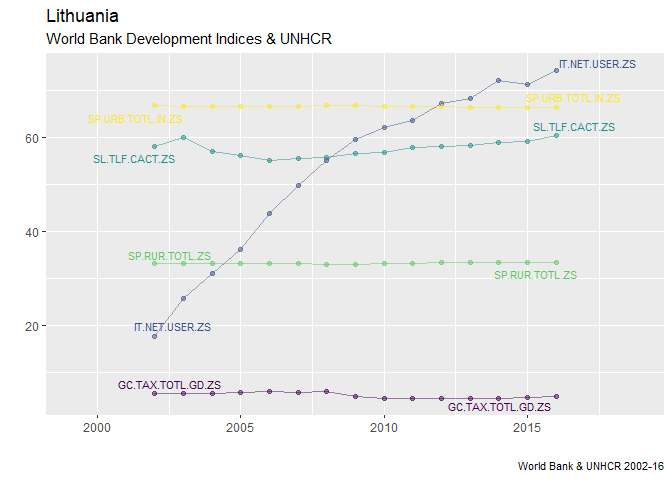 Lithuania
World Bank Development Indices & UNHCR
IT.NET.USER.ZS
SP.URB.TOTL.IN.ZS
SP.URB.TOTL.IN.ZS
SL.TLF.CACT.ZS
60
SL.TLF.CACT.ZS
40
SP.RUR.TOTL.ZS
SP.RUR.TOTL.ZS
IT.NET.USER.ZS
20
GC.TAX.TOTL.GD.ZS
GC.TAX.TOTL.GD.ZS
2000 2005 2010 2015
World Bank & UNHCR 2002-16